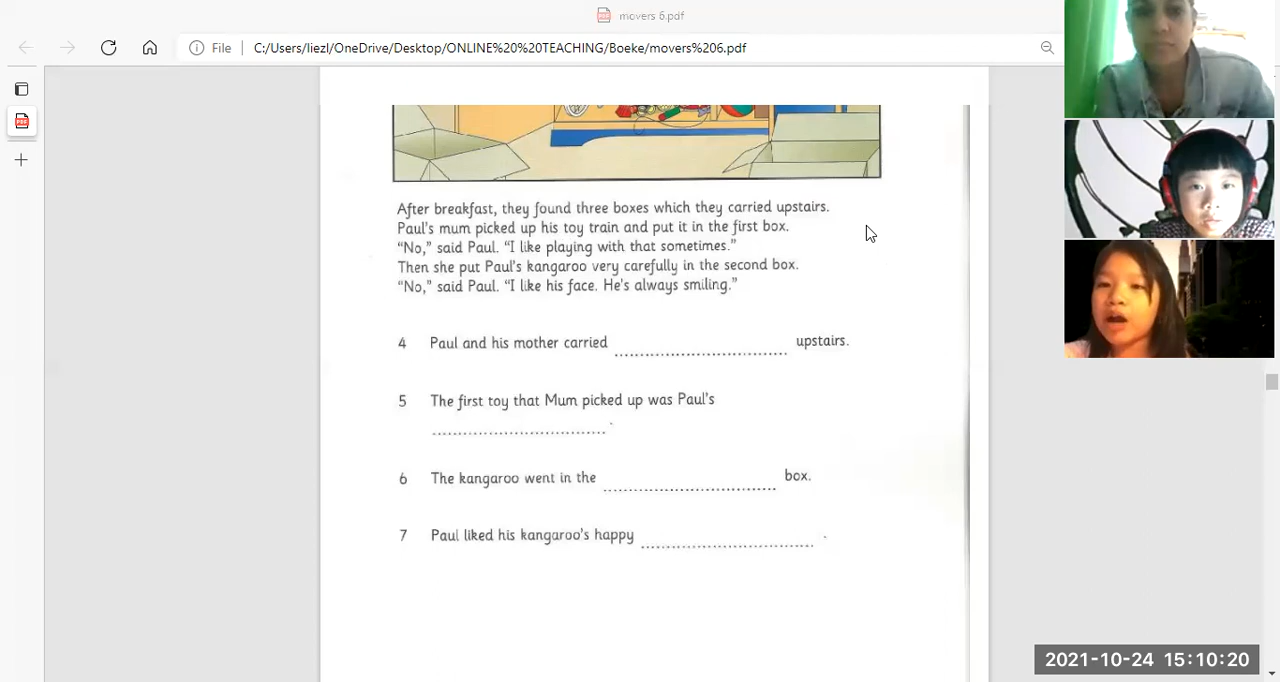 movers 6.pdf
File C:/Users/liezl/OneDrive/Desktop/ONLINE%20%20TEACHING/Boeke/movers%206.pdf
After breakfast, they found three boxes which they carried upstairs.
Paul's mum picked up his toy train and put it in the first box.
“No,” said Paul. “I like playing with that sometimes.”
Then she put Paul's kangaroo very carefully in the second box.
“No,” said Paul. “I like his face. He's always smiling.”
4 Paul and his mother carried ........................ upstairs.
5 The first toy that Mum picked up was Paul's
........................ .
6 The kangaroo went in the ........................ box.
7 Paul liked his kangaroo's happy ........................ .
2021-10-24 15:10:20